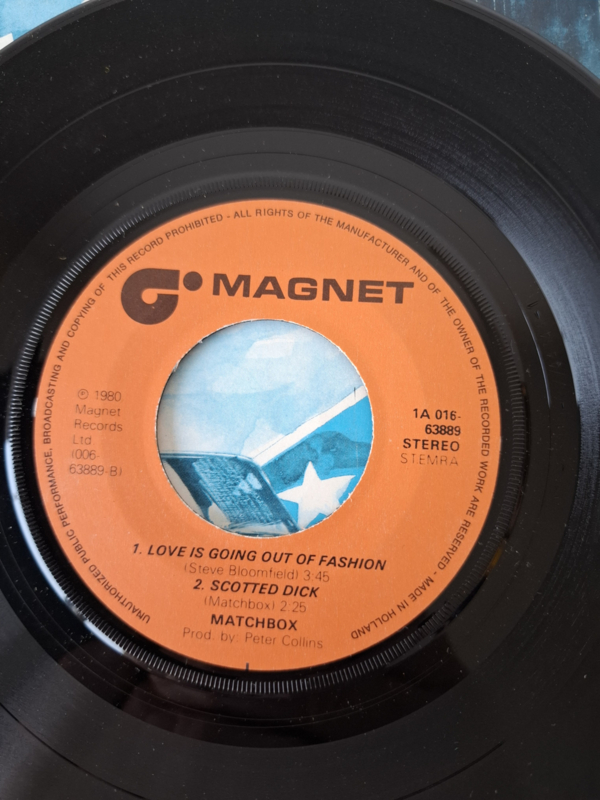 UNAUTHORIZED PUBLIC PERFORMANCE, BROADCASTING AND COPYING OF THIS RECORD PROHIBITED - ALL RIGHTS OF THE MANUFACTURER AND OF THE OWNER OF THE RECORDED WORK ARE RESERVED - MADE IN HOLLAND
MAGNET
℗ 1980
Magnet
Records
Ltd
(006-
63889-B)
1A 016-
63889
STEREO
STEMRA
1. LOVE IS GOING OUT OF FASHION
(Steve Bloomfield) 3:45
2. SCOTTED DICK
(Matchbox) 2:25
MATCHBOX
Prod. by: Peter Collins